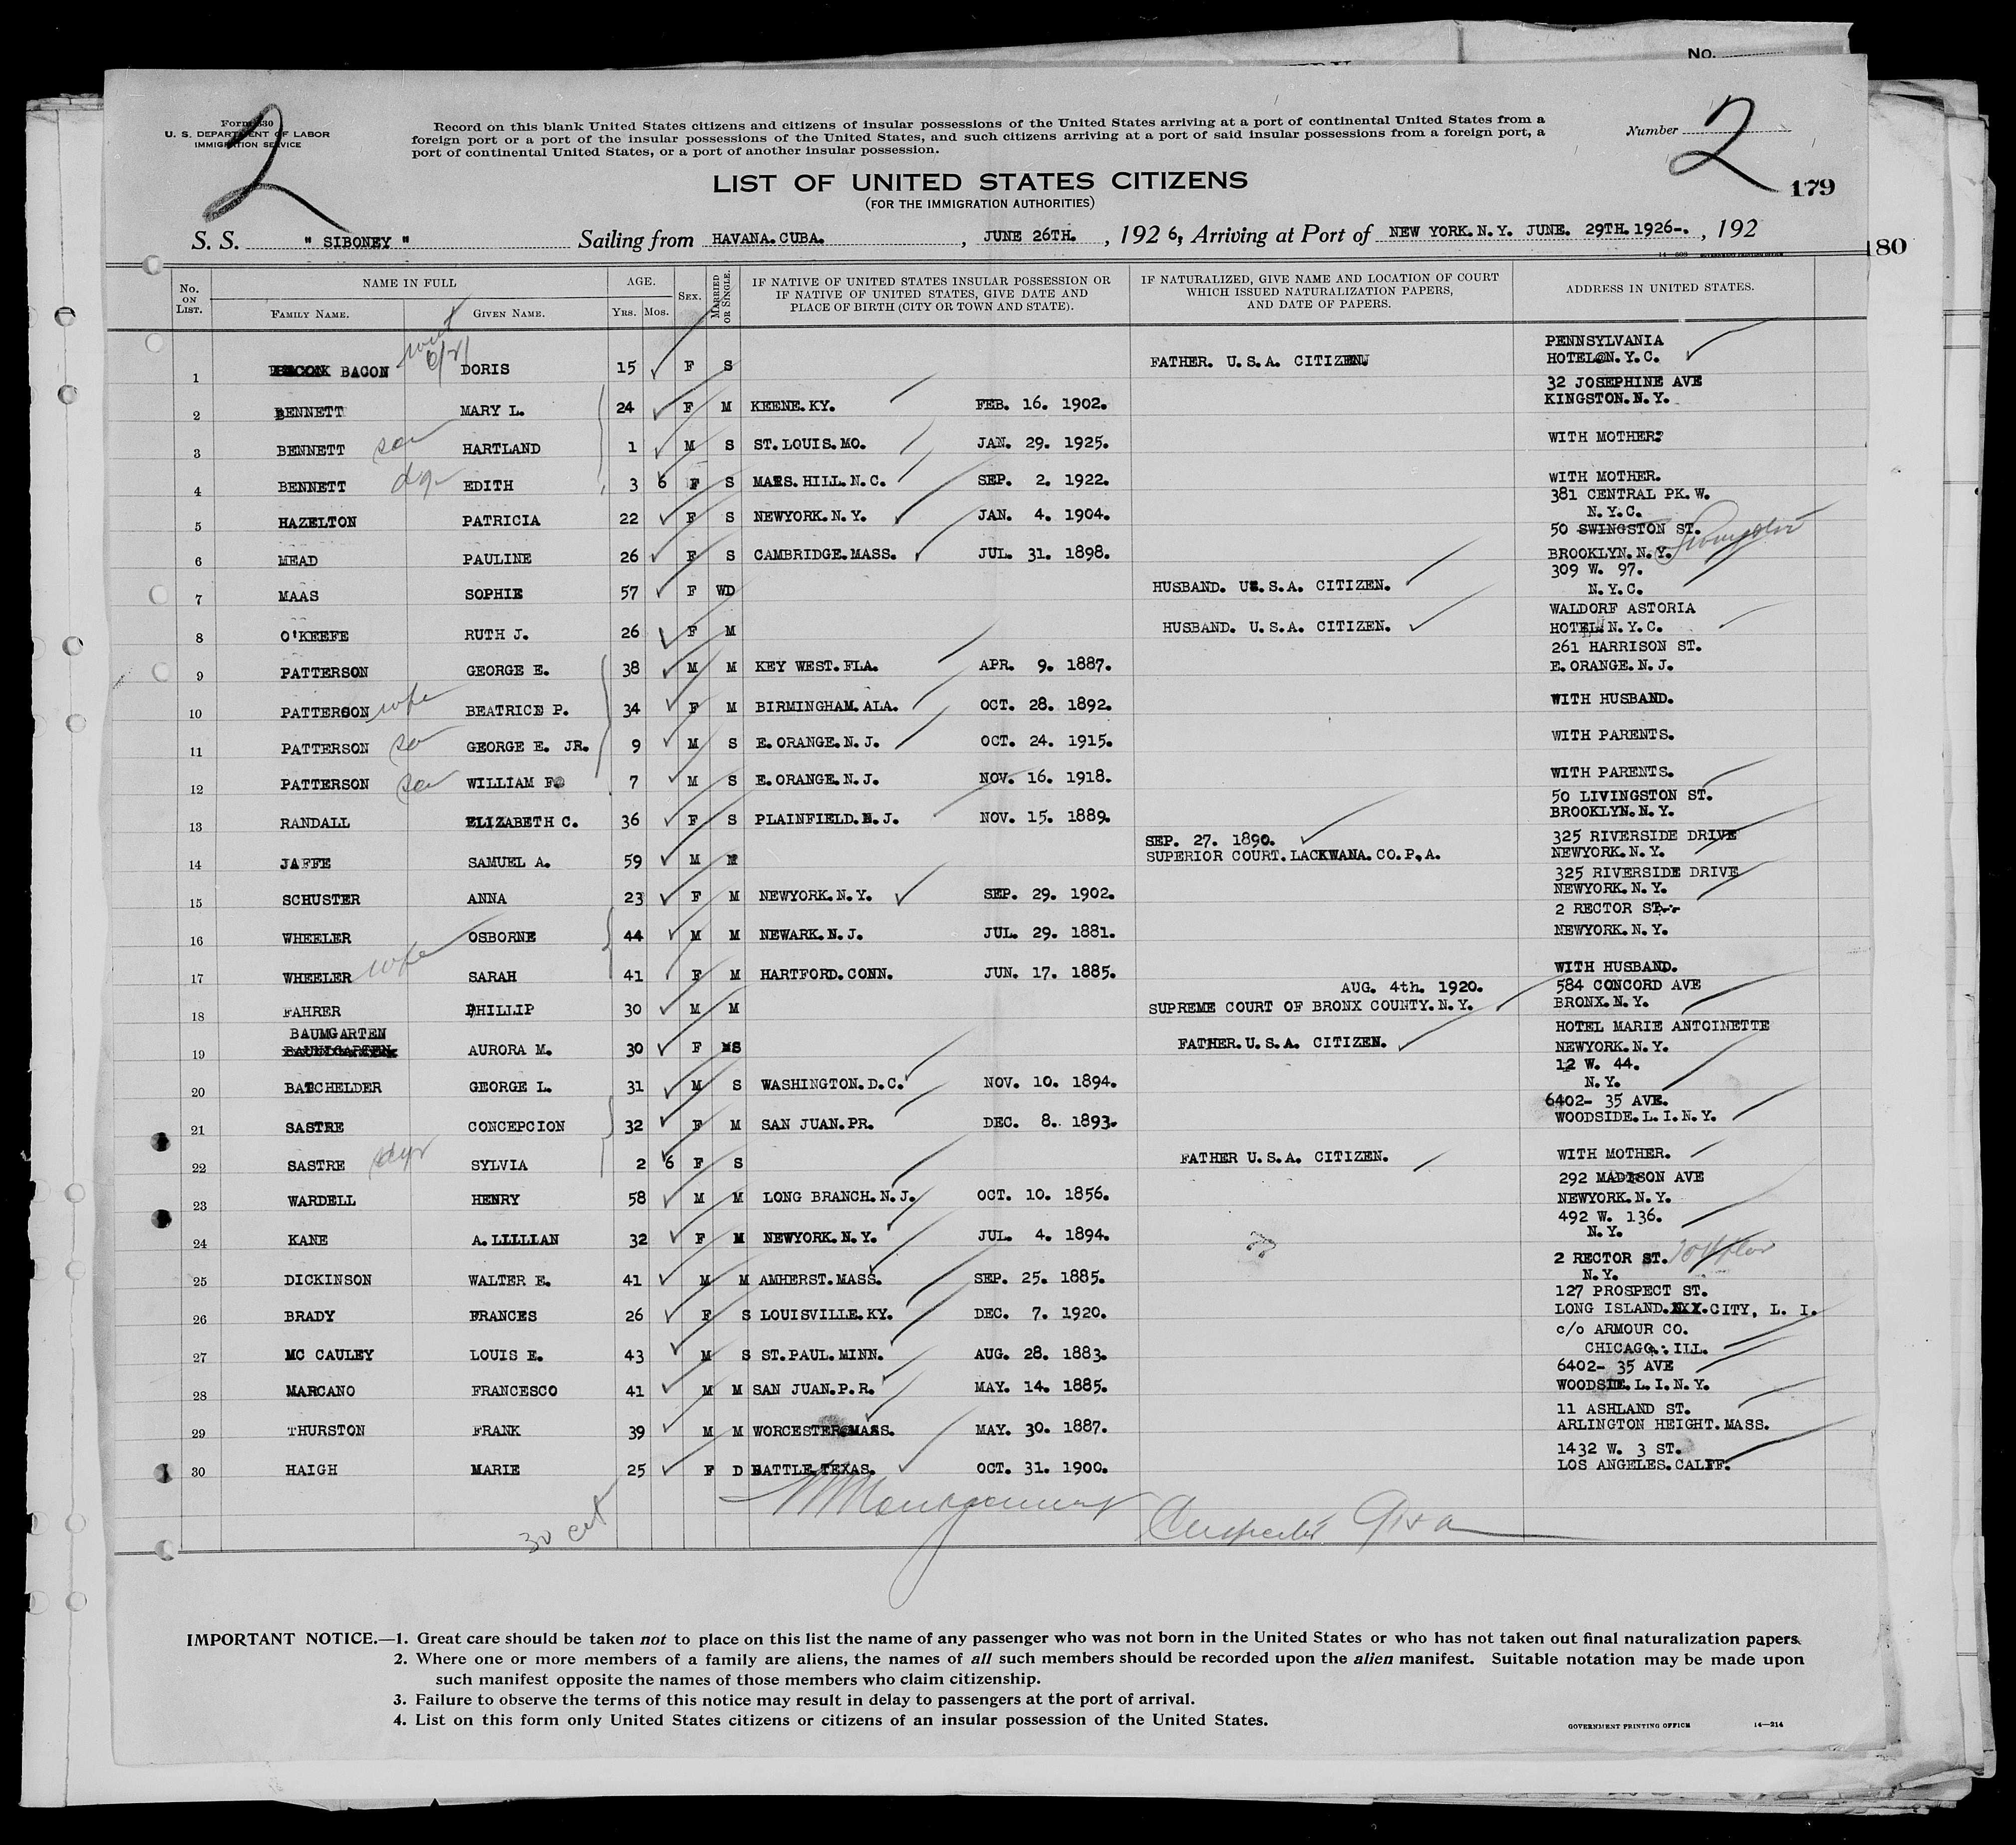 No.
Form 630
U. S. DEPARTMENT OF LABOR
IMMIGRATION SERVICE
2
Record on this blank United States citizens and citizens of insular possessions of the United States arriving at a port of continental United States from a
foreign port or a port of the insular possessions of the United States, and such citizens arriving at a port of said insular possessions from a foreign port, a
port of continental United States, or a port of another insular possession.
Number 2
LIST OF UNITED STATES CITIZENS
(FOR THE IMMIGRATION AUTHORITIES)
179
180
S. S. " SIBONEY " Sailing from HAVANA.CUBA. , JUNE 26TH. , 192 6, Arriving at Port of NEW YORK.N.Y. JUNE. 29TH.1926-. , 192
No. ON LIST. NAME IN FULL FAMILY NAME. GIVEN NAME. AGE. YRS. MOS. SEX. MARRIED OR SINGLE. IF NATIVE OF UNITED STATES INSULAR POSSESSION OR IF NATIVE OF UNITED STATES, GIVE DATE AND PLACE OF BIRTH (CITY OR TOWN AND STATE). IF NATURALIZED, GIVE NAME AND LOCATION OF COURT WHICH ISSUED NATURALIZATION PAPERS, AND DATE OF PAPERS. ADDRESS IN UNITED STATES.
1 BACON DORIS 15 F S FATHER. U.S.A. CITIZEN. PENNSYLVANIA HOTEL N.Y.C.
2 BENNETT MARY L. 24 F M KEENE.KY. FEB. 16. 1902. 32 JOSEPHINE AVE KINGSTON.N.Y.
3 BENNETT son HARTLAND 1 M S ST.LOUIS.MO. JAN. 29. 1925. WITH MOTHER.
4 BENNETT EDITH 3 6 F S MARS.HILL.N.C. SEP. 2. 1922. WITH MOTHER.
5 HAZELTON PATRICIA 22 F S NEWYORK.N.Y. JAN. 4. 1904. 381 CENTRAL PK.W. N.Y.C.
6 MEAD PAULINE 26 F S CAMBRIDGE.MASS. JUL. 31. 1898. 50 SWINGSTON ST. BROOKLYN.N.Y.
7 MAAS SOPHIE 57 F WD HUSBAND. U.S.A. CITIZEN. 309 W. 97. N.Y.C.
8 O'KEEFE RUTH J. 26 F M HUSBAND. U.S.A. CITIZEN. WALDORF ASTORIA HOTEL N.Y.C.
9 PATTERSON GEORGE E. 38 M M KEY WEST.FLA. APR. 9. 1887. 261 HARRISON ST. E.ORANGE.N.J.
10 PATTERSON wife BEATRICE P. 34 F M BIRMINGHAM.ALA. OCT. 28. 1892. WITH HUSBAND.
11 PATTERSON son GEORGE E. JR. 9 M S E.ORANGE.N.J. OCT. 24. 1915. WITH PARENTS.
12 PATTERSON son WILLIAM F. 7 M S E.ORANGE.N.J. NOV. 16. 1918. WITH PARENTS.
13 RANDALL ELIZABETH C. 36 F S PLAINFIELD.N.J. NOV. 15. 1889. 50 LIVINGSTON ST. BROOKLYN.N.Y.
14 JAFFE SAMUEL A. 59 M M SEP. 27. 1890. SUPERIOR COURT.LACKWANA.CO.P.A. 325 RIVERSIDE DRIVE NEWYORK.N.Y.
15 SCHUSTER ANNA 23 F M NEWYORK.N.Y. SEP. 29. 1902. 325 RIVERSIDE DRIVE NEWYORK.N.Y.
16 WHEELER OSBORNE 44 M M NEWARK.N.J. JUL. 29. 1881. 2 RECTOR ST. NEWYORK.N.Y.
17 WHEELER wife SARAH 41 F M HARTFORD.CONN. JUN. 17. 1885. WITH HUSBAND.
18 FAHRER PHILLIP 30 M M AUG. 4th. 1920. SUPREME COURT OF BRONX COUNTY.N.Y. 584 CONCORD AVE BRONX.N.Y.
19 BAUMGARTEN AURORA M. 30 F S FATHER.U.S.A. CITIZEN. HOTEL MARIE ANTOINETTE NEWYORK.N.Y.
20 BATCHELDER GEORGE L. 31 M S WASHINGTON.D.C. NOV. 10. 1894. 12 W. 44. N.Y.
21 SASTRE CONCEPCION 32 F M SAN JUAN.PR. DEC. 8. 1893. 6402- 35 AVE. WOODSIDE.L.I.N.Y.
22 SASTRE SYLVIA 2 6 F S FATHER U.S.A. CITIZEN. WITH MOTHER.
23 WARDELL HENRY 58 M M LONG BRANCH.N.J. OCT. 10. 1856. 292 MADISON AVE NEWYORK.N.Y.
24 KANE A.LILLIAN 32 F M NEWYORK.N.Y. JUL. 4. 1894. 492 W. 136. N.Y.
25 DICKINSON WALTER E. 41 M M AMHERST.MASS. SEP. 25. 1885. 2 RECTOR ST. N.Y.
26 BRADY FRANCES 26 F S LOUISVILLE.KY. DEC. 7. 1920. 127 PROSPECT ST. LONG ISLAND.CITY, L. I.
27 MC CAULEY LOUIS E. 43 M S ST.PAUL.MINN. AUG. 28. 1883. c/o ARMOUR CO. CHICAGO. ILL.
28 MARCANO FRANCESCO 41 M M SAN JUAN.P.R. MAY. 14. 1885. 6402- 35 AVE WOODSIDE.L.I.N.Y.
29 THURSTON FRANK 39 M M WORCESTER.MASS. MAY. 30. 1887. 11 ASHLAND ST. ARLINGTON HEIGHT.MASS.
30 HAIGH MARIE 25 F D BATTLE.TEXAS. OCT. 31. 1900. 1432 W. 3 ST. LOS ANGELES.CALIF.
30
IMPORTANT NOTICE.—1. Great care should be taken not to place on this list the name of any passenger who was not born in the United States or who has not taken out final naturalization papers.
2. Where one or more members of a family are aliens, the names of all such members should be recorded upon the alien manifest. Suitable notation may be made upon
such manifest opposite the names of those members who claim citizenship.
3. Failure to observe the terms of this notice may result in delay to passengers at the port of arrival.
4. List on this form only United States citizens or citizens of an insular possession of the United States.
GOVERNMENT PRINTING OFFICE 14—214